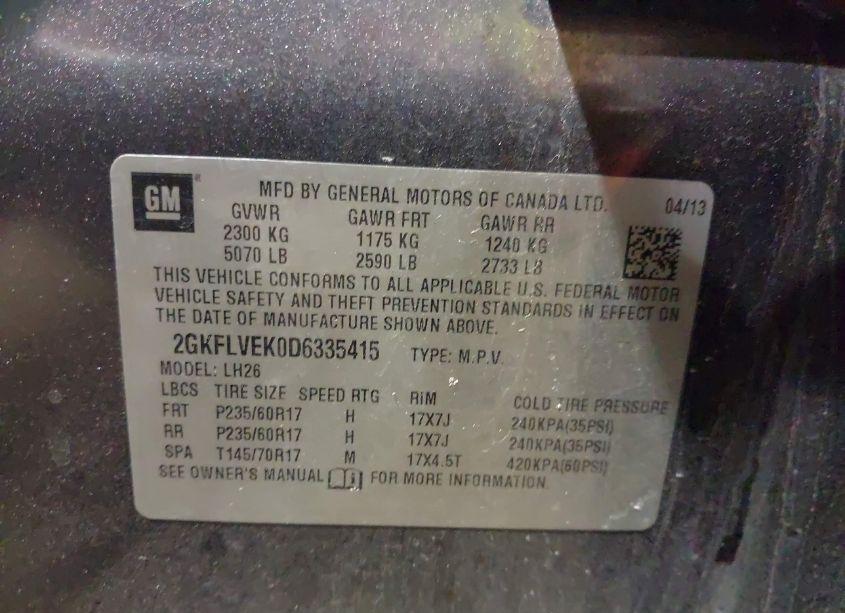 GM ®
MFD BY GENERAL MOTORS OF CANADA LTD. 04/13
GVWR GAWR FRT GAWR RR
2300 KG 1175 KG 1240 KG
5070 LB 2590 LB 2733 LB
THIS VEHICLE CONFORMS TO ALL APPLICABLE U.S. FEDERAL MOTOR
VEHICLE SAFETY AND THEFT PREVENTION STANDARDS IN EFFECT ON
THE DATE OF MANUFACTURE SHOWN ABOVE.
2GKFLVEK0D6335415 TYPE: M.P.V.
MODEL: LH26
LBCS TIRE SIZE SPEED RTG RIM COLD TIRE PRESSURE
FRT P235/60R17 H 17X7J 240KPA(35PSI)
RR P235/60R17 H 17X7J 240KPA(35PSI)
SPA T145/70R17 M 17X4.5T 420KPA(60PSI)
SEE OWNER'S MANUAL FOR MORE INFORMATION.